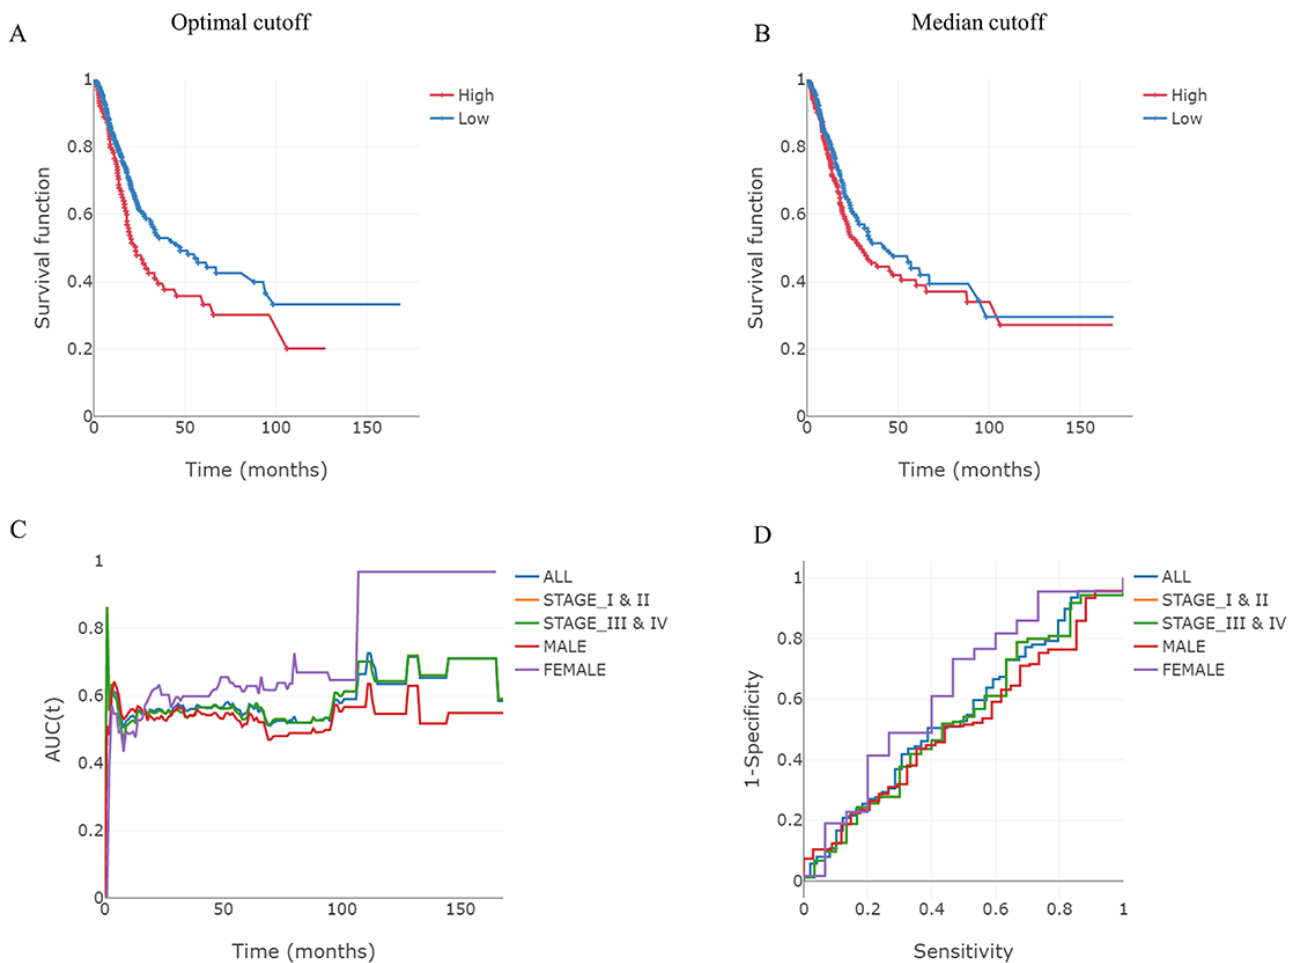 A
Optimal cutoff
B
Median cutoff
1
0.8
0.6
0.4
0.2
0
0
50
100
150
Survival function
Time (months)
High
Low
1
0.8
0.6
0.4
0.2
0
0
50
100
150
Survival function
Time (months)
High
Low
C
1
0.8
0.6
0.4
0.2
0
0
50
100
150
AUC(t)
Time (months)
ALL
STAGE_I & II
STAGE_III & IV
MALE
FEMALE
D
1
0.8
0.6
0.4
0.2
0
0
0.2
0.4
0.6
0.8
1
1-Specificity
Sensitivity
ALL
STAGE_I & II
STAGE_III & IV
MALE
FEMALE